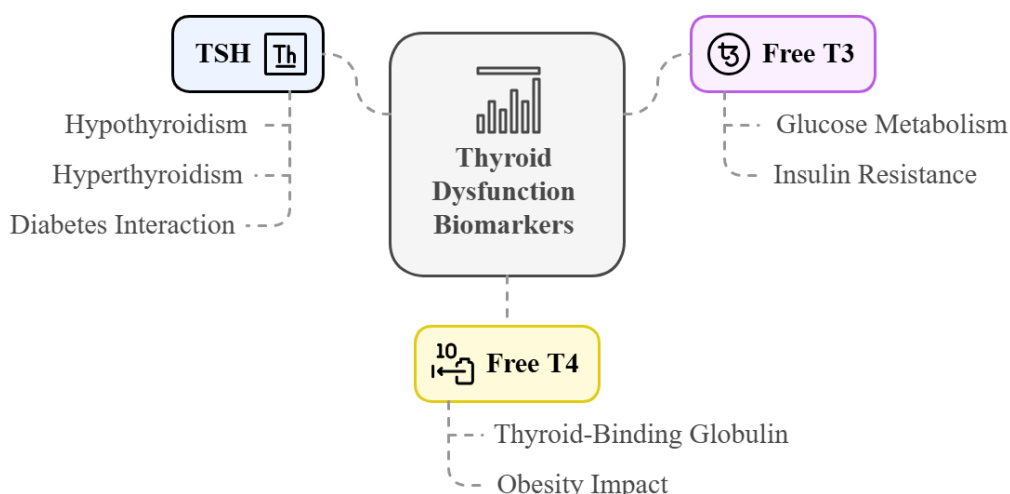 TSH Th
Hypothyroidism
Hyperthyroidism
Diabetes Interaction
Thyroid
Dysfunction
Biomarkers
Free T3
Glucose Metabolism
Insulin Resistance
10
Free T4
Thyroid-Binding Globulin
Obesity Impact